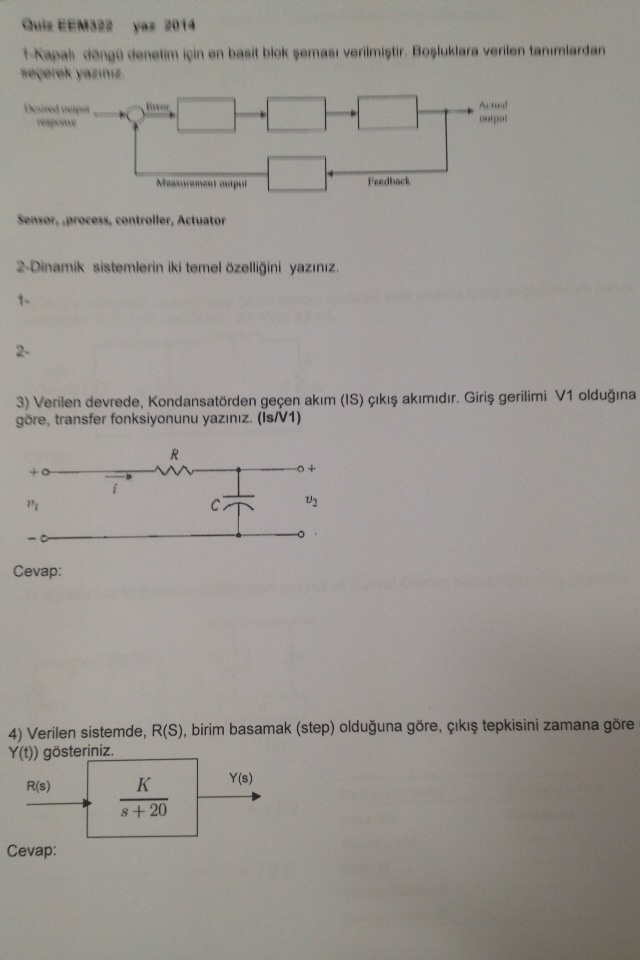 Quiz EEM322 yaz 2014
1-Kapalı döngü denetim için en basit blok şeması verilmiştir. Boşluklara verilen tanımlardan
seçerek yazınız.
Desired output
response
Error
Actual
output
Measurement output
Feedback
Sensor, .process, controller, Actuator
2-Dinamik sistemlerin iki temel özelliğini yazınız.
1-
2-
3) Verilen devrede, Kondansatörden geçen akım (IS) çıkış akımıdır. Giriş gerilimi V1 olduğuna
göre, transfer fonksiyonunu yazınız. (Is/V1)
R
+ +
i
v₁ C v₂
-
Cevap:
4) Verilen sistemde, R(S), birim basamak (step) olduğuna göre, çıkış tepkisini zamana göre
Y(t)) gösteriniz.
R(s)
K
s + 20
Y(s)
Cevap: